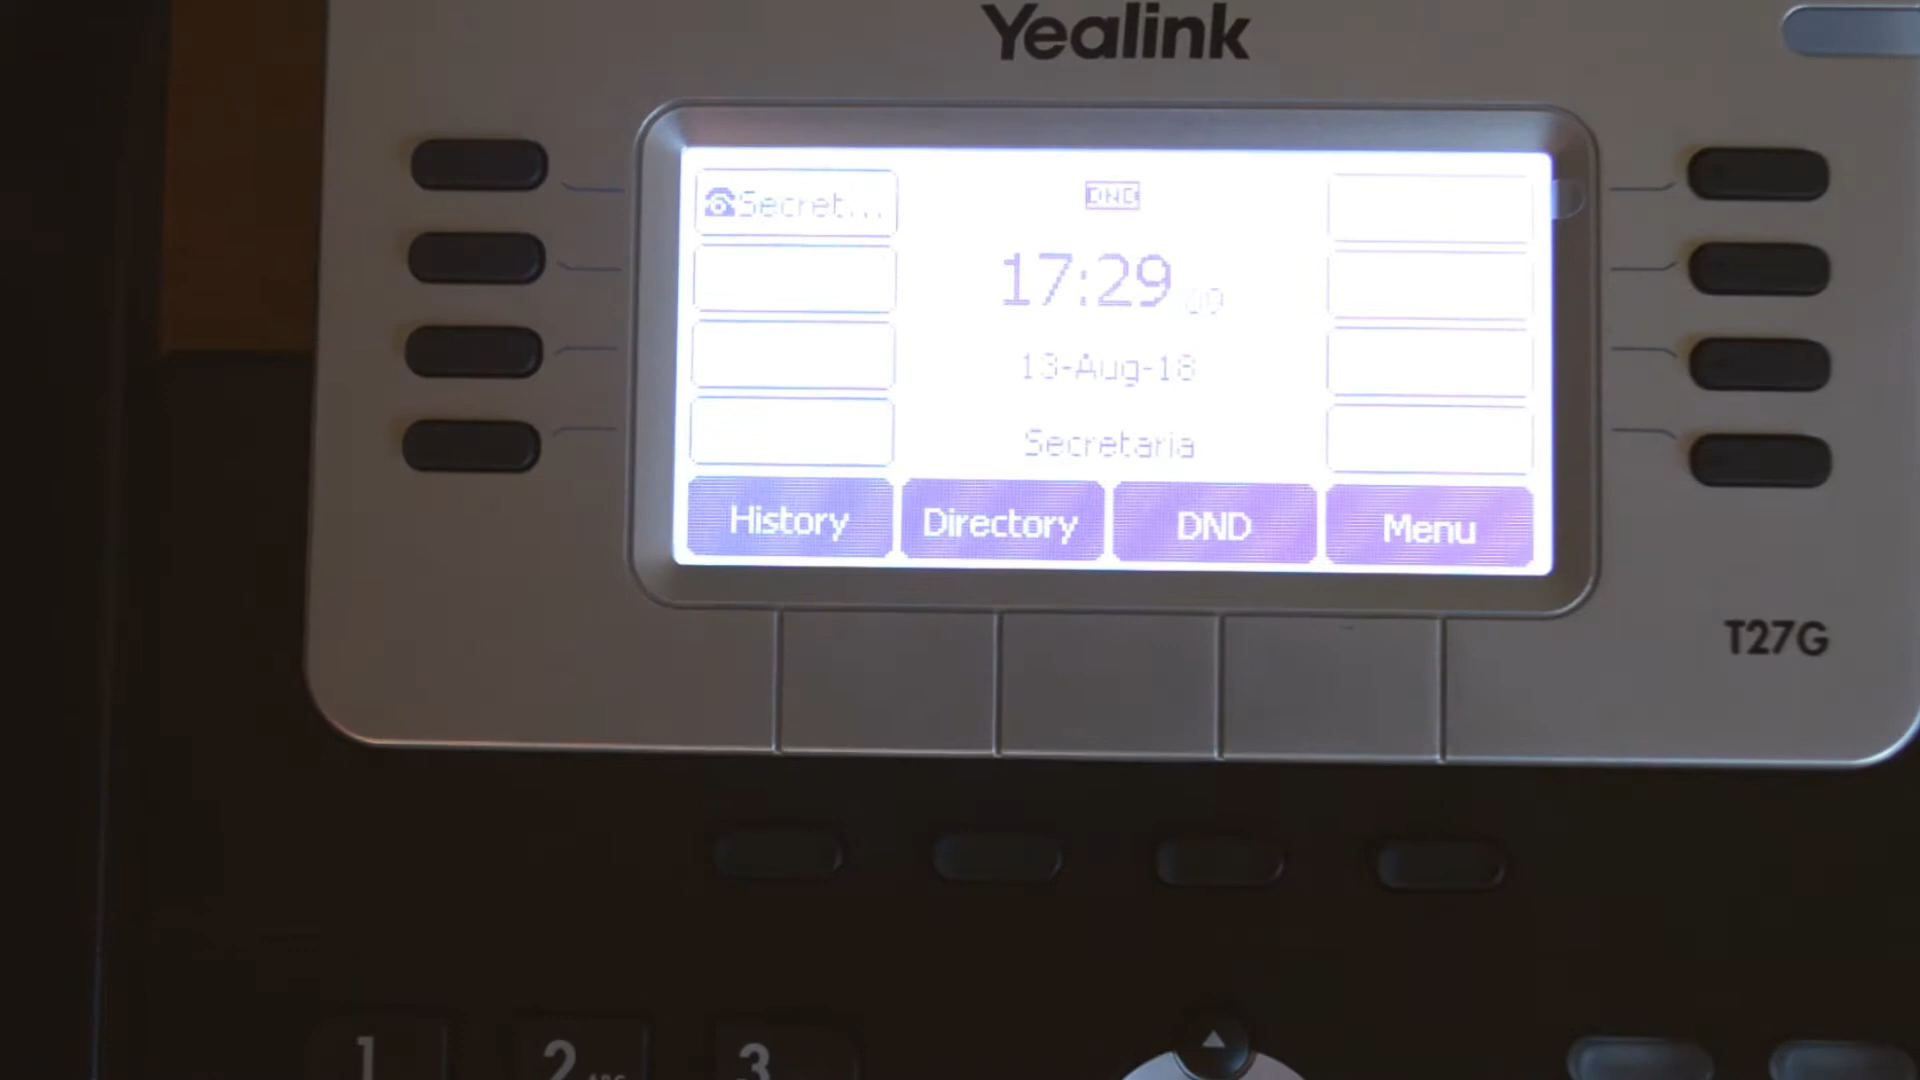 Yealink
Secret...
DND
17:29
13-Aug-18
Secretaria
History Directory DND Menu
T27G
1 2 3